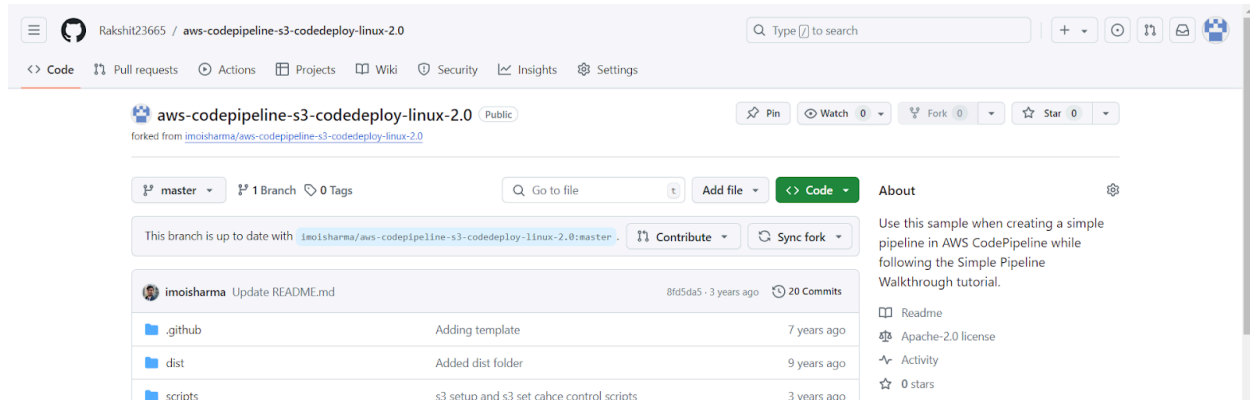 Rakshit23665 / aws-codepipeline-s3-codedeploy-linux-2.0
Type / to search
Code Pull requests Actions Projects Wiki Security Insights Settings
aws-codepipeline-s3-codedeploy-linux-2.0 Public
Pin Watch 0 Fork 0 Star 0
forked from imoisharma/aws-codepipeline-s3-codedeploy-linux-2.0
master 1 Branch 0 Tags Go to file t Add file Code
About
This branch is up to date with imoisharma/aws-codepipeline-s3-codedeploy-linux-2.0:master . Contribute Sync fork
Use this sample when creating a simple
pipeline in AWS CodePipeline while
following the Simple Pipeline
Walkthrough tutorial.
imoisharma Update README.md 8fd5da5 · 3 years ago 20 Commits
.github Adding template 7 years ago
dist Added dist folder 9 years ago
scripts s3 setup and s3 set cahce control scripts 3 years ago
Readme
Apache-2.0 license
Activity
0 stars